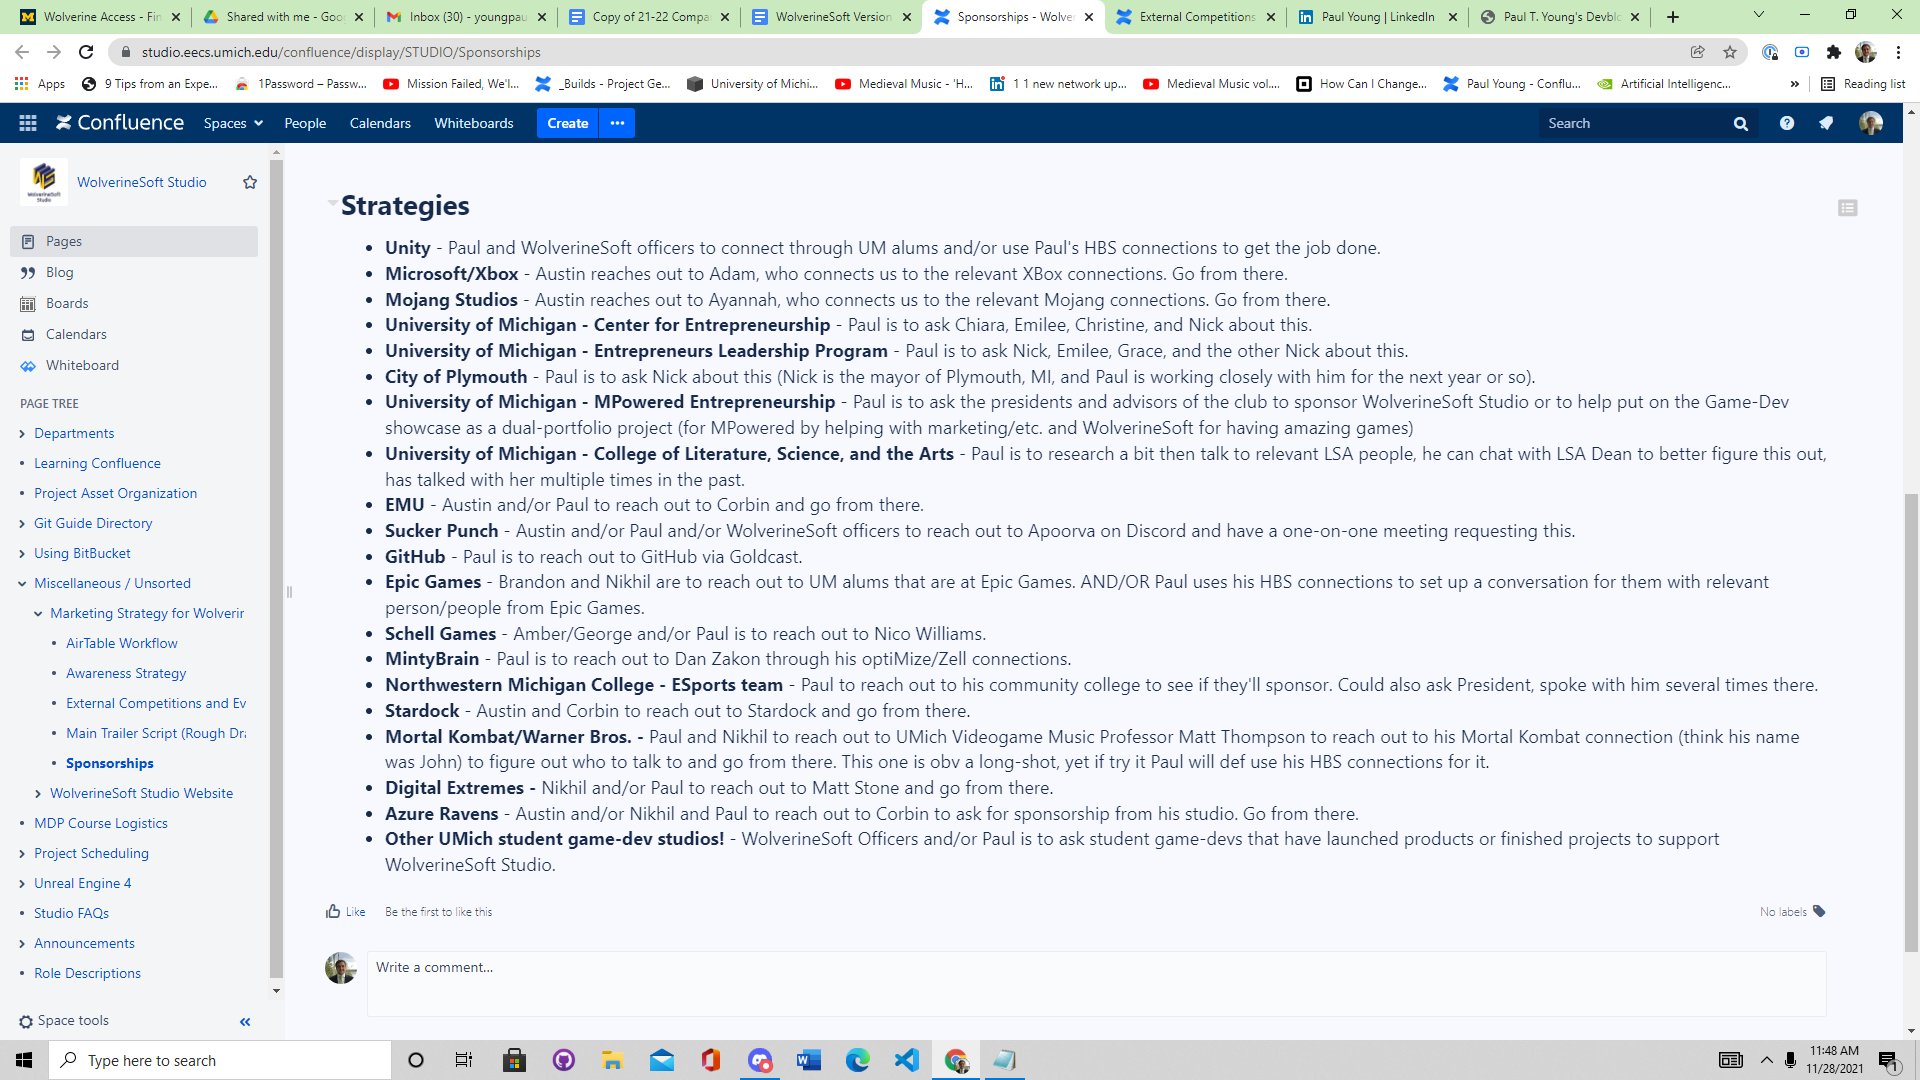 Wolverine Access - Fin
Shared with me - Goo
Inbox (30) - youngpau
Copy of 21-22 Compa
WolverineSoft Version
Sponsorships - Wolver
External Competitions
Paul Young | LinkedIn
Paul T. Young's Devblo
studio.eecs.umich.edu/confluence/display/STUDIO/Sponsorships
Apps
9 Tips from an Expe...
1Password – Passw...
Mission Failed, We'l...
_Builds - Project Ge...
University of Michi...
Medieval Music - 'H...
1 1 new network up...
Medieval Music vol....
How Can I Change...
Paul Young - Conflu...
Artificial Intelligenc...
»
Reading list
Confluence
Spaces
People
Calendars
Whiteboards
Create
Search
WolverineSoft Studio
Pages
Blog
Boards
Calendars
Whiteboard
PAGE TREE
Departments
Learning Confluence
Project Asset Organization
Git Guide Directory
Using BitBucket
Miscellaneous / Unsorted
Marketing Strategy for Wolverin
AirTable Workflow
Awareness Strategy
External Competitions and Ev
Main Trailer Script (Rough Dra
Sponsorships
WolverineSoft Studio Website
MDP Course Logistics
Project Scheduling
Unreal Engine 4
Studio FAQs
Announcements
Role Descriptions
Space tools
Strategies
• Unity - Paul and WolverineSoft officers to connect through UM alums and/or use Paul's HBS connections to get the job done.
• Microsoft/Xbox - Austin reaches out to Adam, who connects us to the relevant XBox connections. Go from there.
• Mojang Studios - Austin reaches out to Ayannah, who connects us to the relevant Mojang connections. Go from there.
• University of Michigan - Center for Entrepreneurship - Paul is to ask Chiara, Emilee, Christine, and Nick about this.
• University of Michigan - Entrepreneurs Leadership Program - Paul is to ask Nick, Emilee, Grace, and the other Nick about this.
• City of Plymouth - Paul is to ask Nick about this (Nick is the mayor of Plymouth, MI, and Paul is working closely with him for the next year or so).
• University of Michigan - MPowered Entrepreneurship - Paul is to ask the presidents and advisors of the club to sponsor WolverineSoft Studio or to help put on the Game-Dev
showcase as a dual-portfolio project (for MPowered by helping with marketing/etc. and WolverineSoft for having amazing games)
• University of Michigan - College of Literature, Science, and the Arts - Paul is to research a bit then talk to relevant LSA people, he can chat with LSA Dean to better figure this out,
has talked with her multiple times in the past.
• EMU - Austin and/or Paul to reach out to Corbin and go from there.
• Sucker Punch - Austin and/or Paul and/or WolverineSoft officers to reach out to Apoorva on Discord and have a one-on-one meeting requesting this.
• GitHub - Paul is to reach out to GitHub via Goldcast.
• Epic Games - Brandon and Nikhil are to reach out to UM alums that are at Epic Games. AND/OR Paul uses his HBS connections to set up a conversation for them with relevant
person/people from Epic Games.
• Schell Games - Amber/George and/or Paul is to reach out to Nico Williams.
• MintyBrain - Paul is to reach out to Dan Zakon through his optiMize/Zell connections.
• Northwestern Michigan College - ESports team - Paul to reach out to his community college to see if they'll sponsor. Could also ask President, spoke with him several times there.
• Stardock - Austin and Corbin to reach out to Stardock and go from there.
• Mortal Kombat/Warner Bros. - Paul and Nikhil to reach out to UMich Videogame Music Professor Matt Thompson to reach out to his Mortal Kombat connection (think his name
was John) to figure out who to talk to and go from there. This one is obv a long-shot, yet if try it Paul will def use his HBS connections for it.
• Digital Extremes - Nikhil and/or Paul to reach out to Matt Stone and go from there.
• Azure Ravens - Austin and/or Nikhil and Paul to reach out to Corbin to ask for sponsorship from his studio. Go from there.
• Other UMich student game-dev studios! - WolverineSoft Officers and/or Paul is to ask student game-devs that have launched products or finished projects to support
WolverineSoft Studio.
Like
Be the first to like this
No labels
Write a comment...
Type here to search
11:48 AM
11/28/2021
1